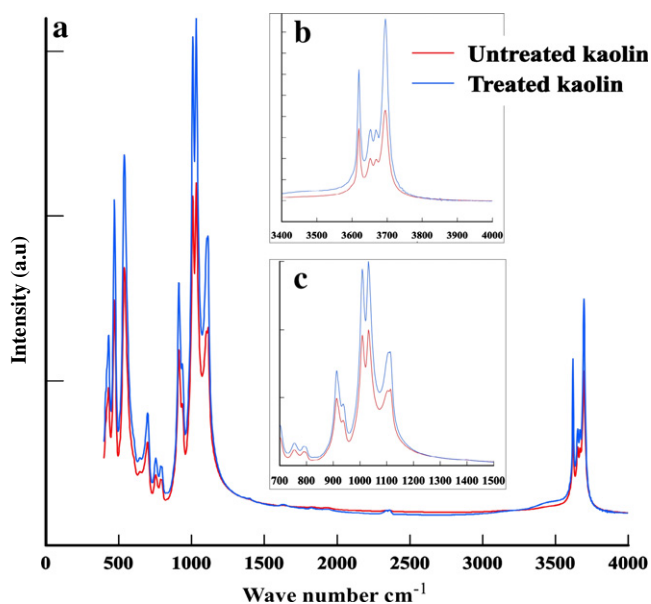 a
b
Untreated kaolin
Treated kaolin
3400 3500 3600 3700 3800 3900 4000
c
700 800 900 1000 1100 1200 1300 1400 1500
Intensity (a.u)
0 500 1000 1500 2000 2500 3000 3500 4000
Wave number cm⁻¹